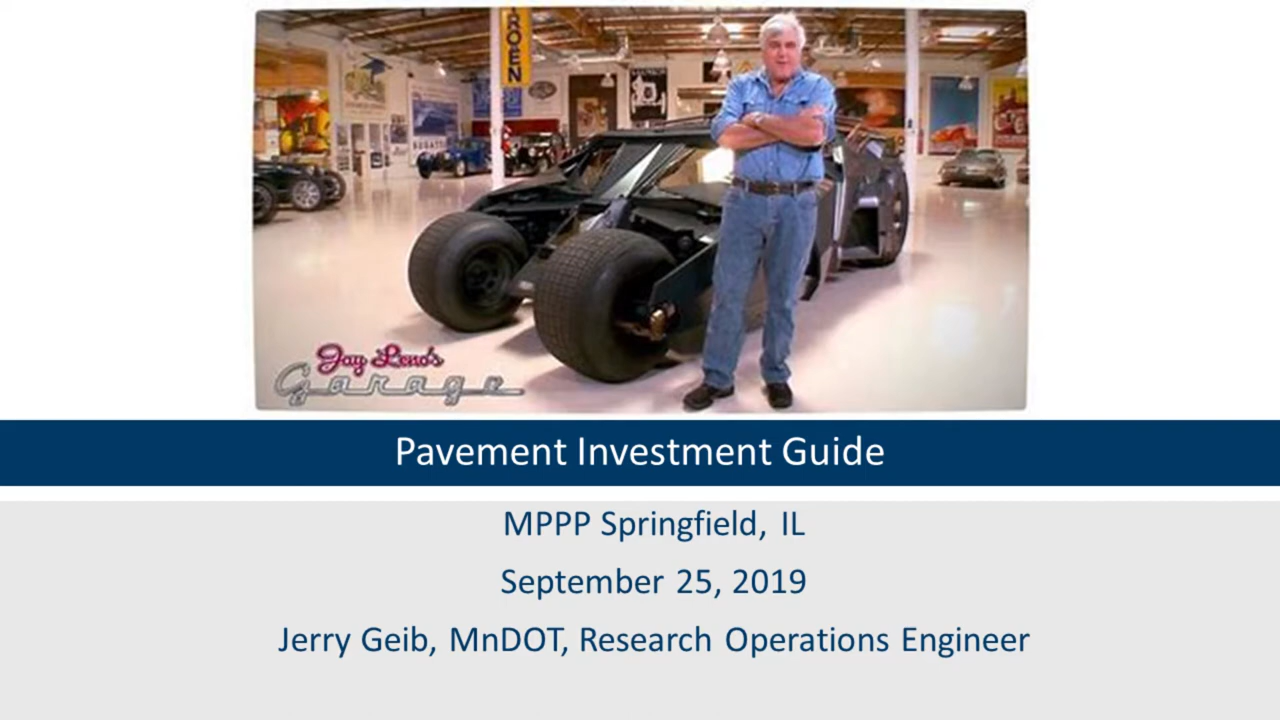 ROEN
BUGATTI
Jay Leno's
Garage
Pavement Investment Guide
MPPP Springfield, IL
September 25, 2019
Jerry Geib, MnDOT, Research Operations Engineer